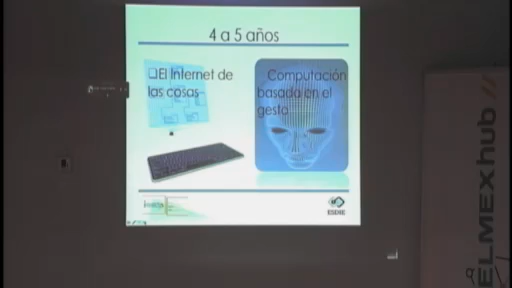 4 a 5 años
❑El Internet de
las cosas
Computación
basada en el
gesto
ESDIE
ELMEXhub //